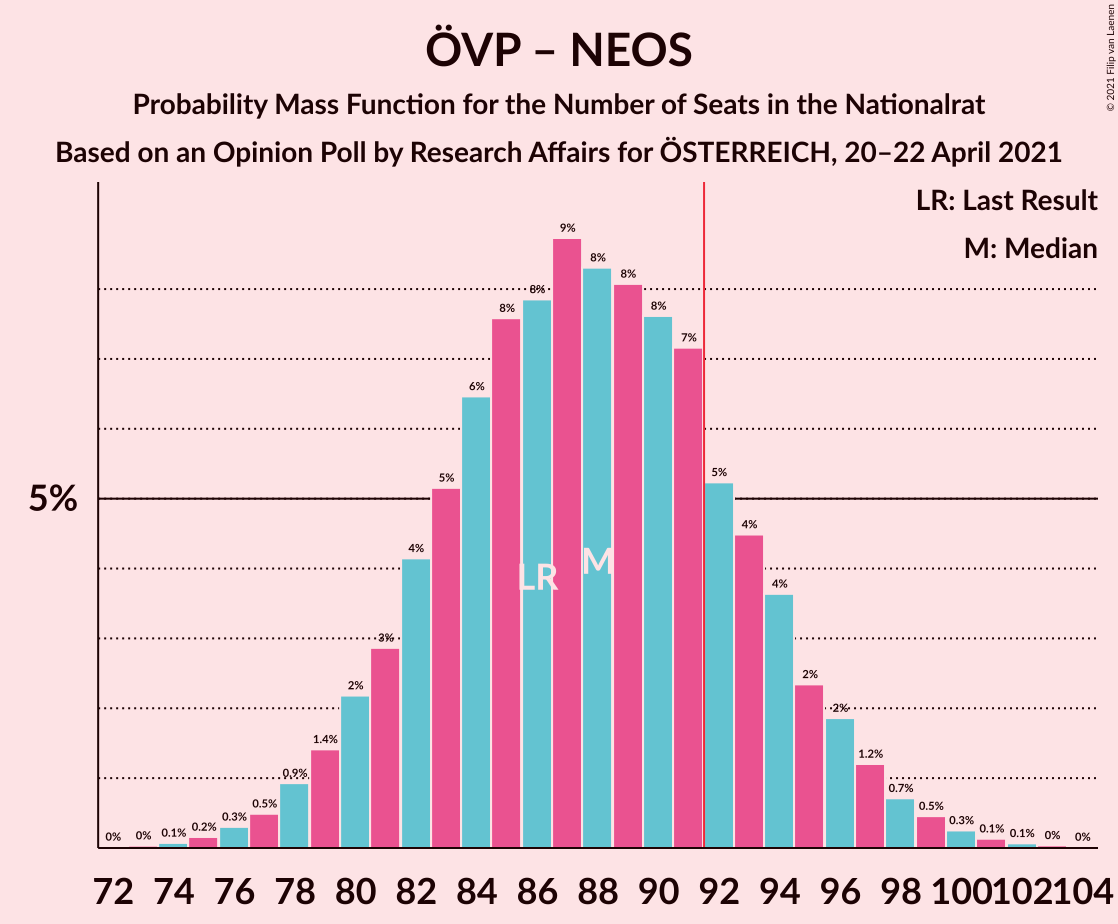 ÖVP – NEOS
Probability Mass Function for the Number of Seats in the Nationalrat
Based on an Opinion Poll by Research Affairs for ÖSTERREICH, 20–22 April 2021
© 2021 Filip van Laenen
LR: Last Result
M: Median
5%
0% 0% 0.1% 0.2% 0.3% 0.5% 0.9% 1.4% 2% 3% 4% 5% 6% 8% 8% 9% 8% 8% 8% 7% 5% 4% 4% 2% 2% 1.2% 0.7% 0.5% 0.3% 0.1% 0.1% 0% 0%
LR M
72 74 76 78 80 82 84 86 88 90 92 94 96 98 100 102 104